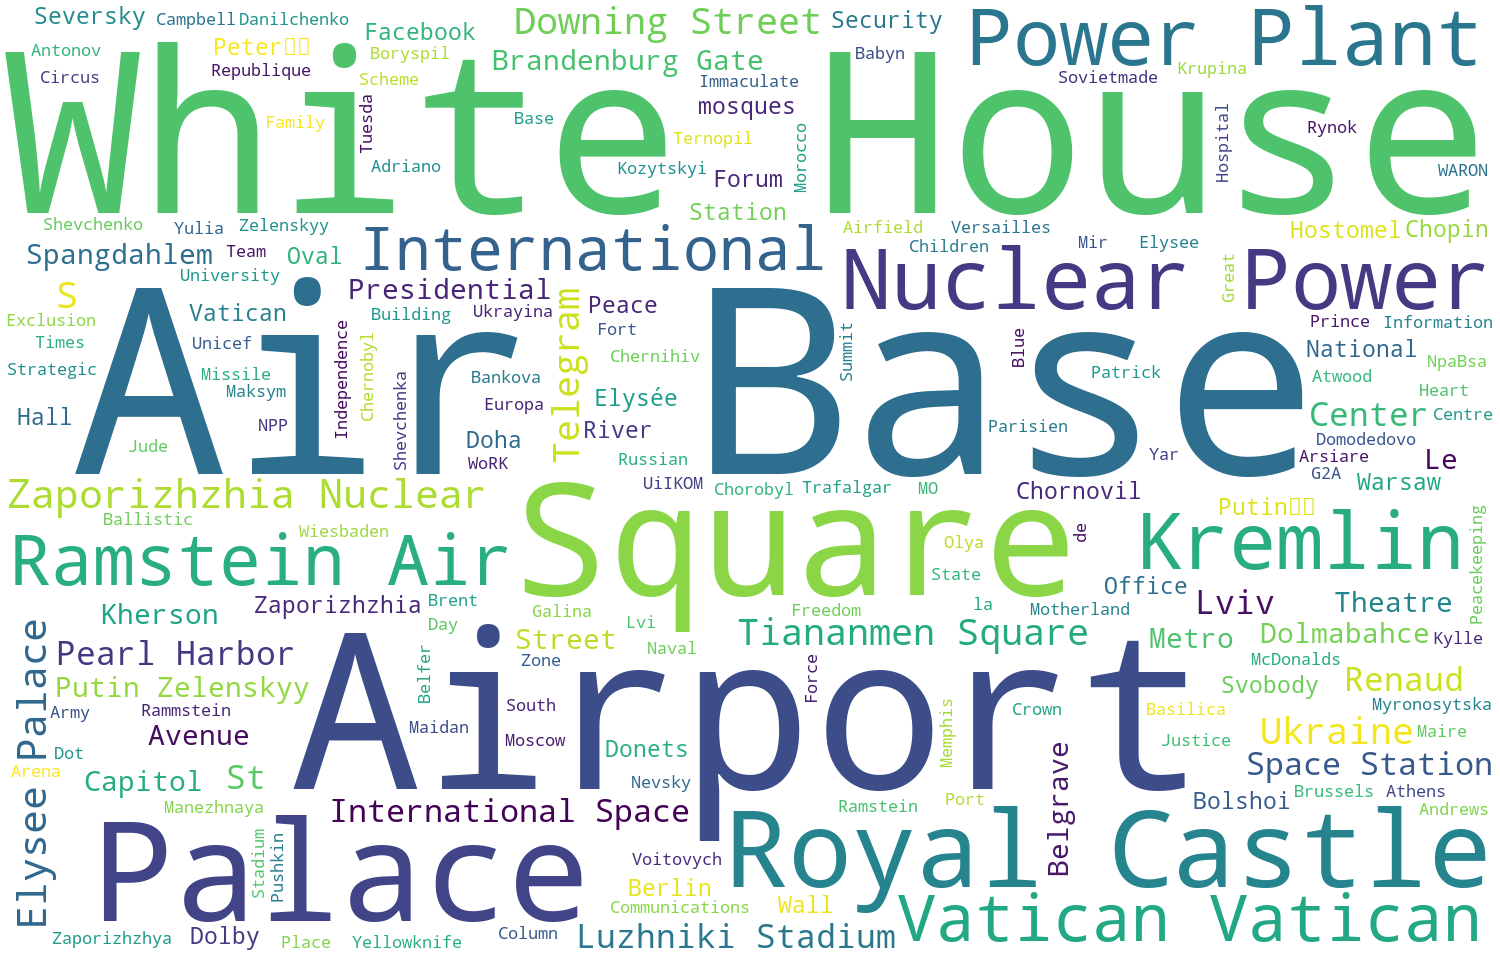 Seversky Campbell Danilchenko Facebook Downing Street Security Power Plant
Antonov Peter▯▯ Boryspil Brandenburg Gate Babyn Krupina
Circus Republique Scheme Immaculate Sovietmade
White House
Family Tuesda Base mosques Ternopil Morocco Hospital Rynok
Adriano Kozytskyi Forum WARON
Shevchenko Yulia Zelenskyy Station Airfield Versailles Hostomel Chopin
Spangdahlem Team Oval International Children Mir Elysee
University Nuclear Power Great
S Presidential Telegram Peace
Exclusion Vatican Building Ukrayina Prince Information
Times Unicef Independence Chernobyl Fort Summit Blue National NpaBsa
Strategic Missile Bankova Chernihiv Patrick Atwood
Air Base
Maksym Europa Elysée Heart
Hall NPP Shevchenka Doha River Parisien Center Centre
Jude WoRK Russian Yar Domodedovo
UiIKOM Arsiare Le
G2A
Zaporizhzhia Nuclear Chorobyl Trafalgar MO Chornovil Warsaw
Square
Ballistic Wiesbaden de Putin▯▯ Peacekeeping
Ramstein Air Olya Kremlin
State Office
Kherson Zaporizhzhia Brent Galina Freedom la Motherland Lviv Theatre
Day Lvi
Elysee Palace Pearl Harbor Street Naval Tiananmen Square Metro Dolmabahce Kylle
Belfer Zone Force McDonalds
Putin Zelenskyy Svobody Renaud
Airport
Army Rammstein Maidan South Memphis Crown Basilica Myronosytska
Dot Avenue Moscow Donets Justice Ukraine Maire
Arena Capitol St Nevsky Belgrave Space Station
Manezhnaya International Space Ramstein Port Bolshoi Brussels Athens
Andrews
Palace Royal Castle
Stadium Pushkin Voitovych
Berlin
Communications Wall Vatican Vatican
Zaporizhzhya Dolby Place Yellowknife Column Luzhniki Stadium